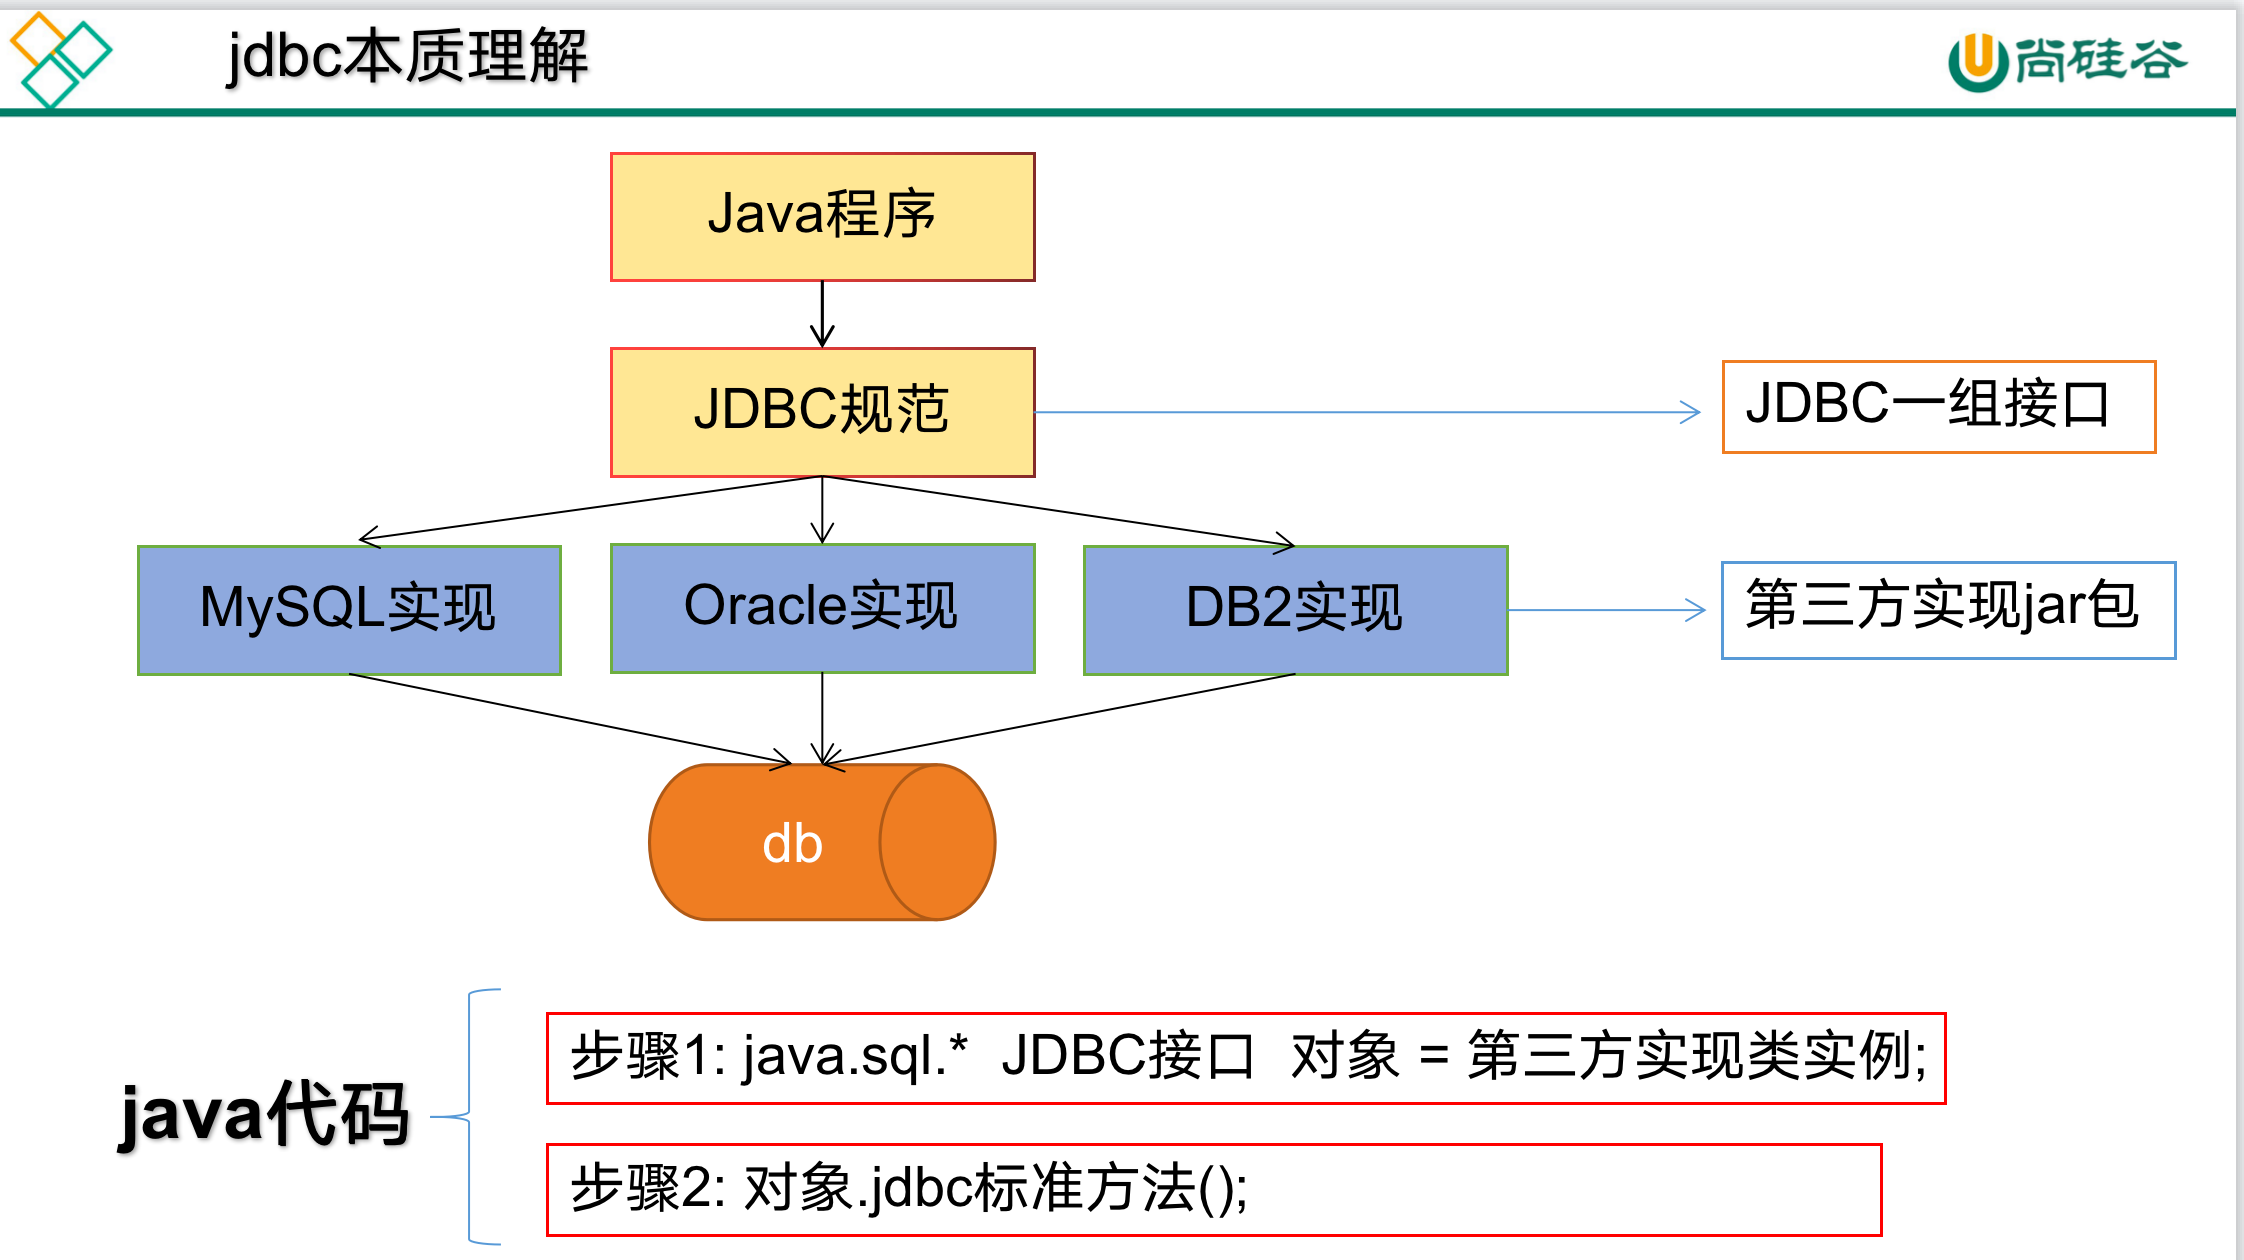 jdbc本质理解
尚硅谷
Java程序
JDBC规范
JDBC一组接口
MySQL实现
Oracle实现
DB2实现
第三方实现jar包
db
java代码
步骤1: java.sql.* JDBC接口 对象 = 第三方实现类实例;
步骤2: 对象.jdbc标准方法();